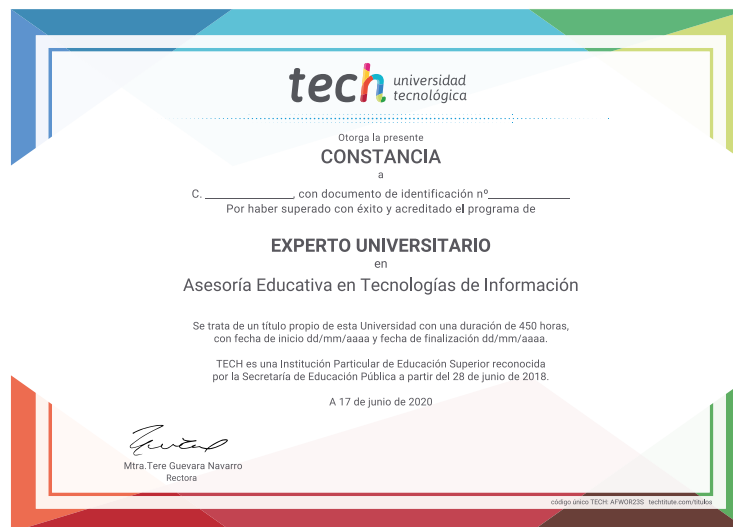 tech universidad
tecnológica
Otorga la presente
CONSTANCIA
a
C. ______________, con documento de identificación nº______________
Por haber superado con éxito y acreditado el programa de
EXPERTO UNIVERSITARIO
en
Asesoría Educativa en Tecnologías de Información
Se trata de un título propio de esta Universidad con una duración de 450 horas,
con fecha de inicio dd/mm/aaaa y fecha de finalización dd/mm/aaaa.
TECH es una Institución Particular de Educación Superior reconocida
por la Secretaría de Educación Pública a partir del 28 de junio de 2018.
A 17 de junio de 2020
Mtra.Tere Guevara Navarro
Rectora
código único TECH: AFWOR23S techtitute.com/titulos